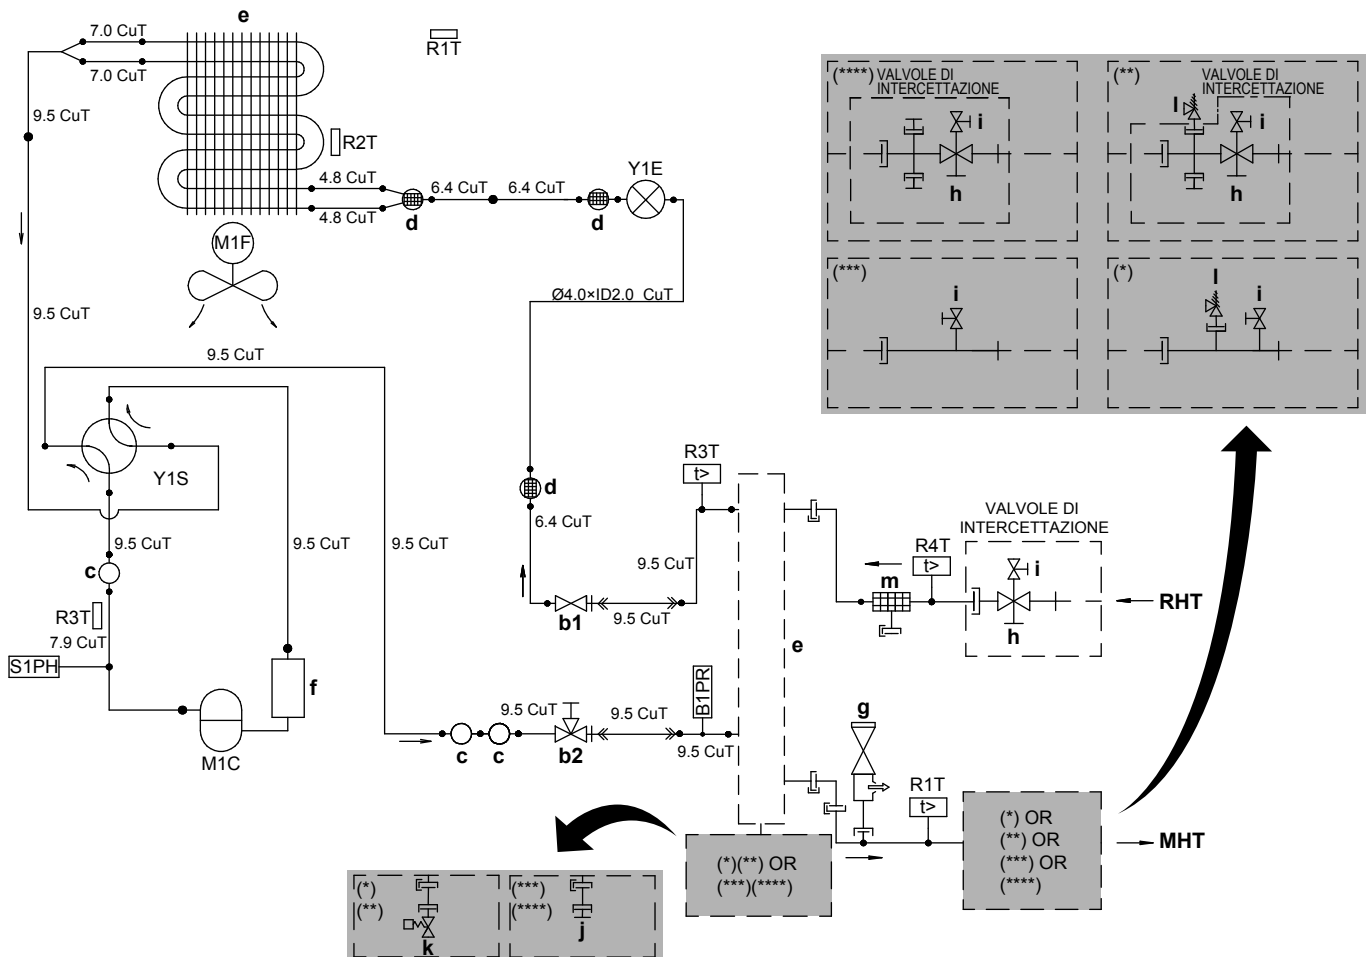 e
7.0 CuT
R1T
7.0 CuT
9.5 CuT
R2T
4.8 CuT
6.4 CuT
6.4 CuT
Y1E
4.8 CuT
d
d
M1F
Ø4.0×ID2.0 CuT
9.5 CuT
9.5 CuT
Y1S
d
6.4 CuT
9.5 CuT
9.5 CuT
9.5 CuT
c
R3T
7.9 CuT
S1PH
f
M1C
R3T
t>
9.5 CuT
b1
9.5 CuT
9.5 CuT
9.5 CuT
B1PR
9.5 CuT
c
c
b2
e
g
R1T
t>
m
R4T
t>
VALVOLE DI
INTERCETTAZIONE
i
h
RHT
MHT
(*) OR
(**) OR
(***) OR
(****)
(*)(**) OR
(***)(****)
(*)
(**)
k
(***)
(****)
j
(****)
VALVOLE DI
INTERCETTAZIONE
i
h
(**)
VALVOLE DI
INTERCETTAZIONE
l
i
h
(***)
i
(*)
l
i